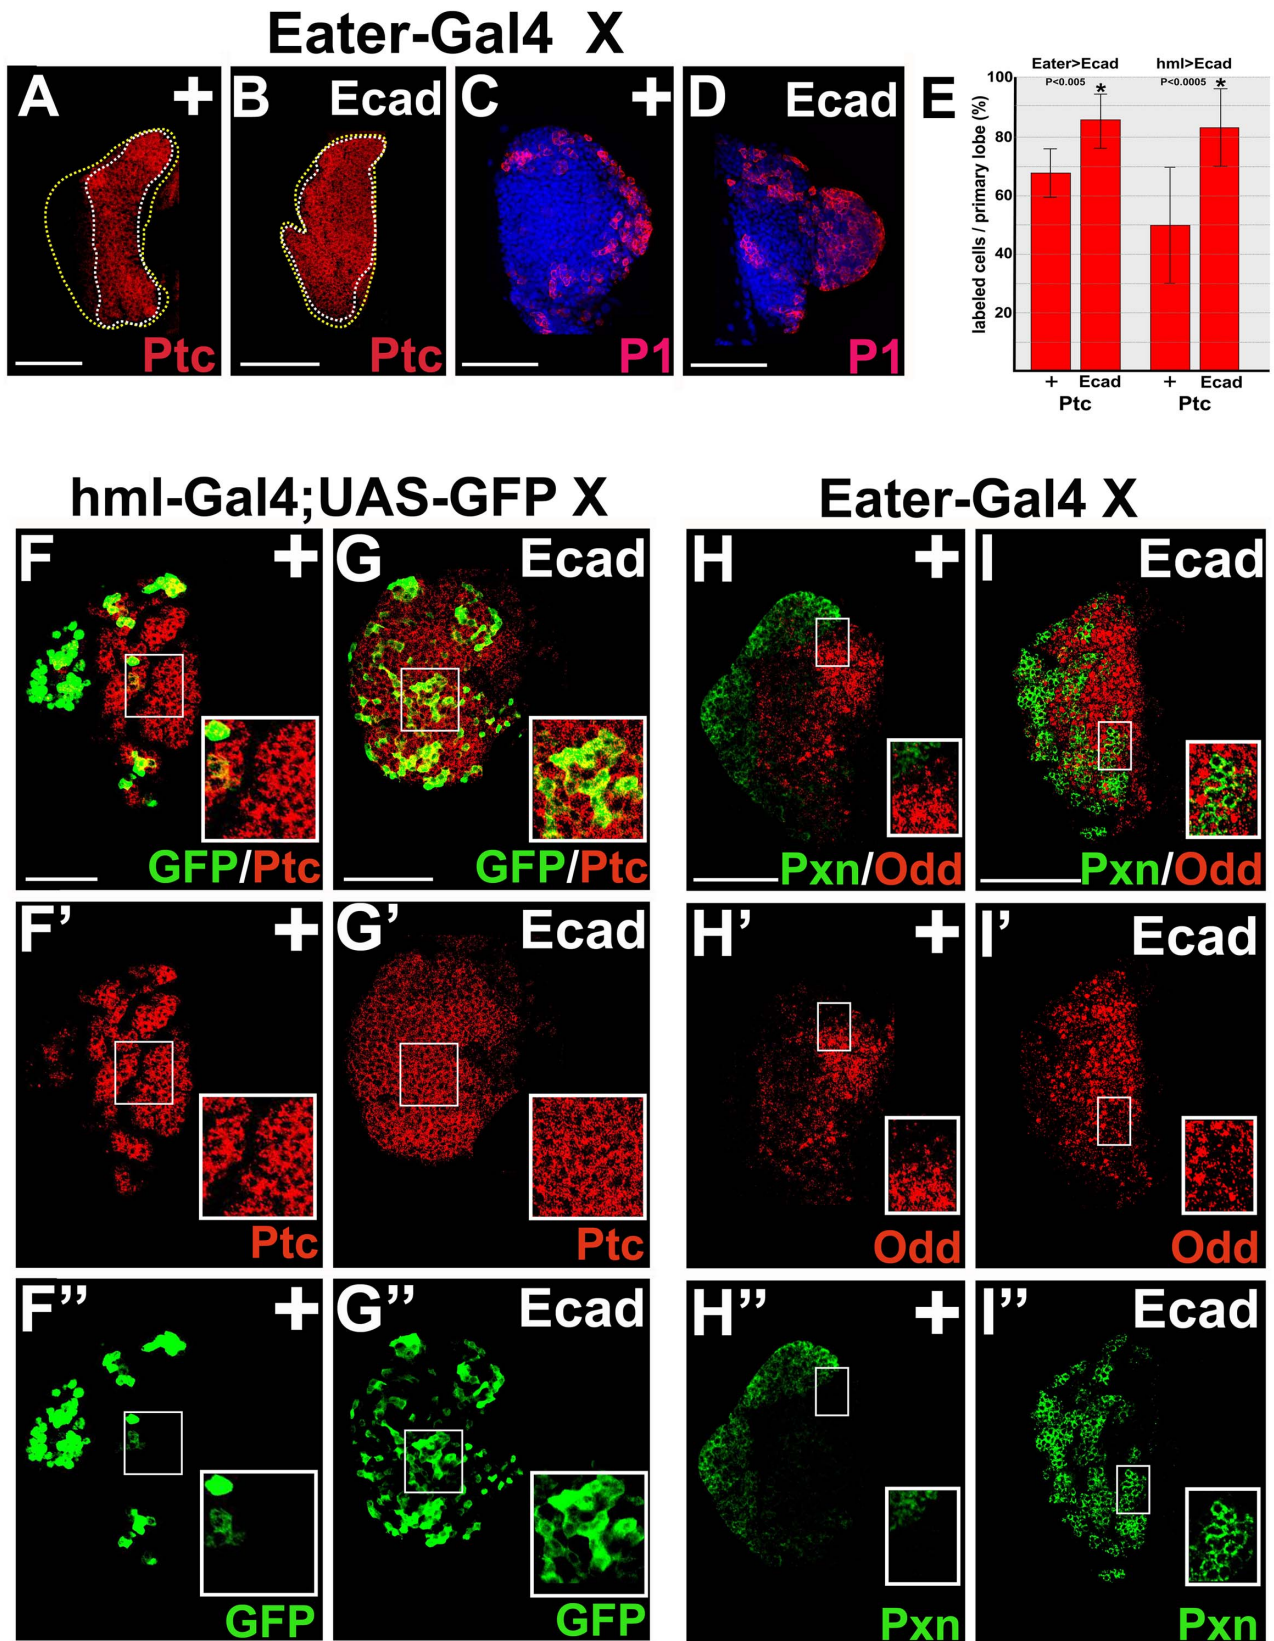 Eater-Gal4 X
A +
Ptc
B Ecad
Ptc
C +
P1
D Ecad
P1
E
Eater>Ecad hml>Ecad
P<0.005 * P<0.0005 *
labeled cells / primary lobe (%)
100
80
60
40
20
+ Ecad + Ecad
Ptc Ptc
hml-Gal4;UAS-GFP X
F +
GFP/Ptc
G Ecad
GFP/Ptc
F’ +
Ptc
G’ Ecad
Ptc
F” +
GFP
G” Ecad
GFP
Eater-Gal4 X
H +
Pxn/Odd
I Ecad
Pxn/Odd
H’ +
Odd
I’ Ecad
Odd
H” +
Pxn
I” Ecad
Pxn